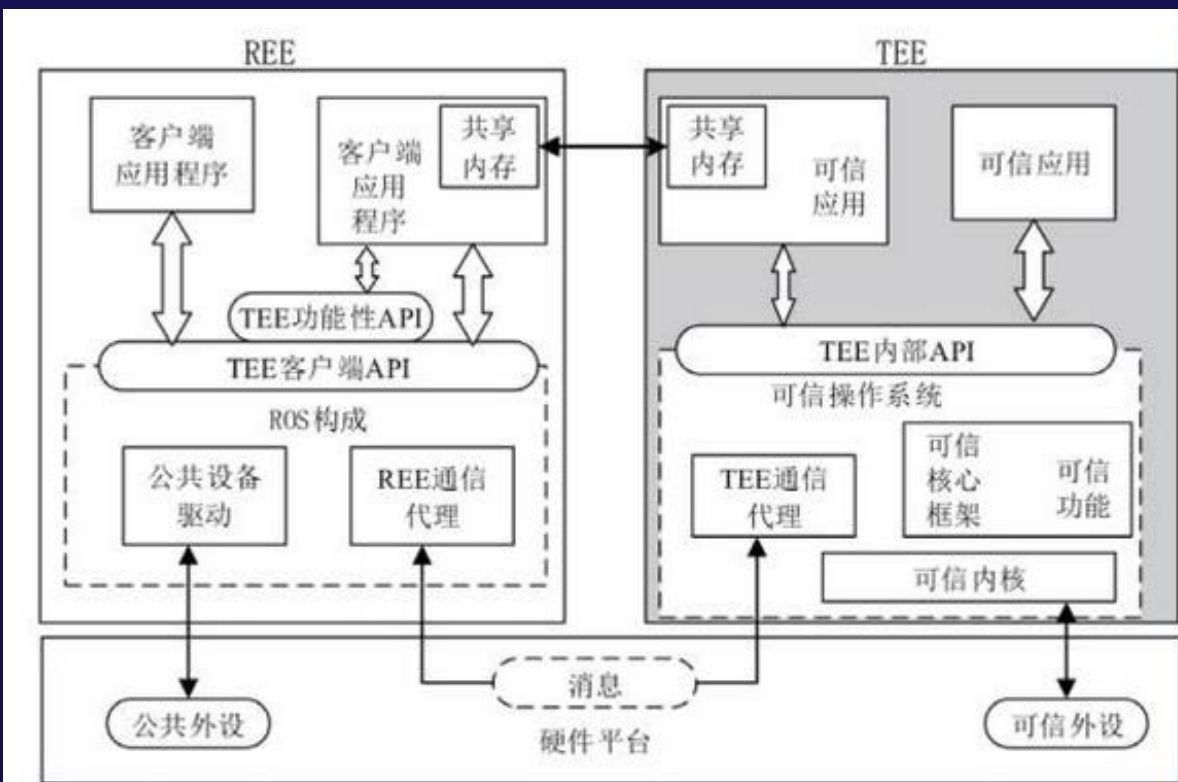 REE
TEE
客户端
应用程序
客户端
应用
程序
共享
内存
共享
内存
可信
应用
可信应用
TEE功能性API
TEE客户端API
TEE内部API
ROS构成
可信操作系统
公共设备
驱动
REE通信
代理
TEE通信
代理
可信
核心
框架
可信
功能
可信内核
消息
公共外设
硬件平台
可信外设